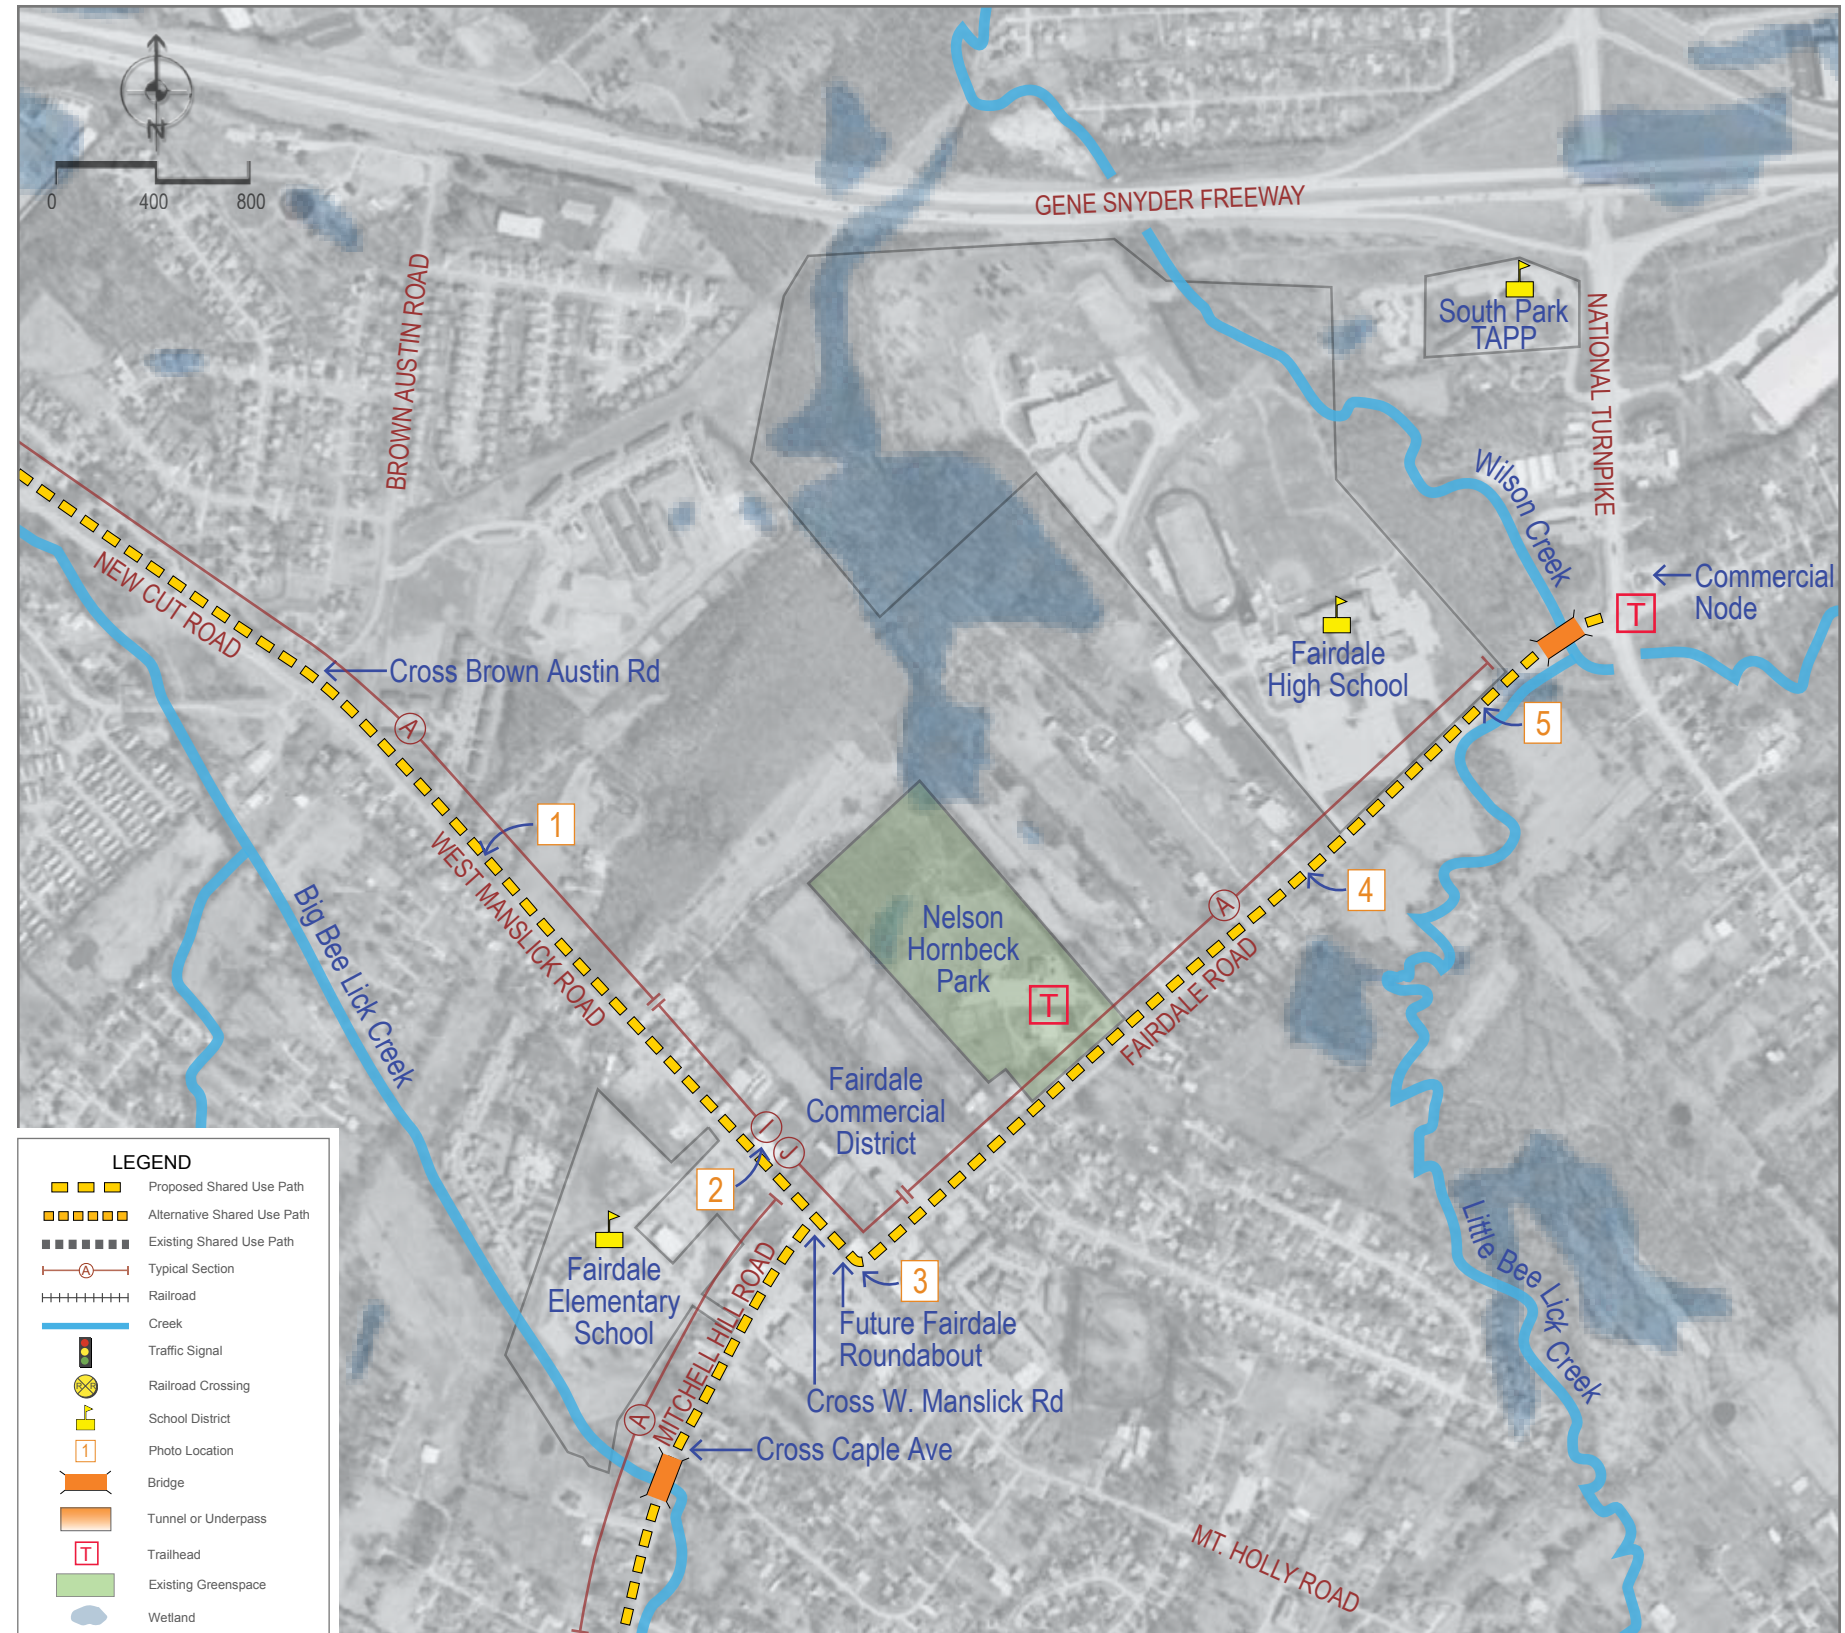 N
0 400 800
GENE SNYDER FREEWAY
BROWN AUSTIN ROAD
NATIONAL TURNPIKE
South Park
TAPP
Wilson Creek
Commercial
Node
T
NEW CUT ROAD
Cross Brown Austin Rd
A
Fairdale
High School
5
1
WEST MANSLICK ROAD
4
A
Big Bee Lick Creek
Nelson
Hornbeck
Park
T
FAIRDALE ROAD
Fairdale
Commercial
District
I
J
2
Fairdale
Elementary
School
MITCHELL HILL ROAD
3
Future Fairdale
Roundabout
Cross W. Manslick Rd
A
Cross Caple Ave
Little Bee Lick Creek
MT. HOLLY ROAD
LEGEND
Proposed Shared Use Path
Alternative Shared Use Path
Existing Shared Use Path
A Typical Section
Railroad
Creek
Traffic Signal
R R Railroad Crossing
School District
1 Photo Location
Bridge
Tunnel or Underpass
T Trailhead
Existing Greenspace
Wetland